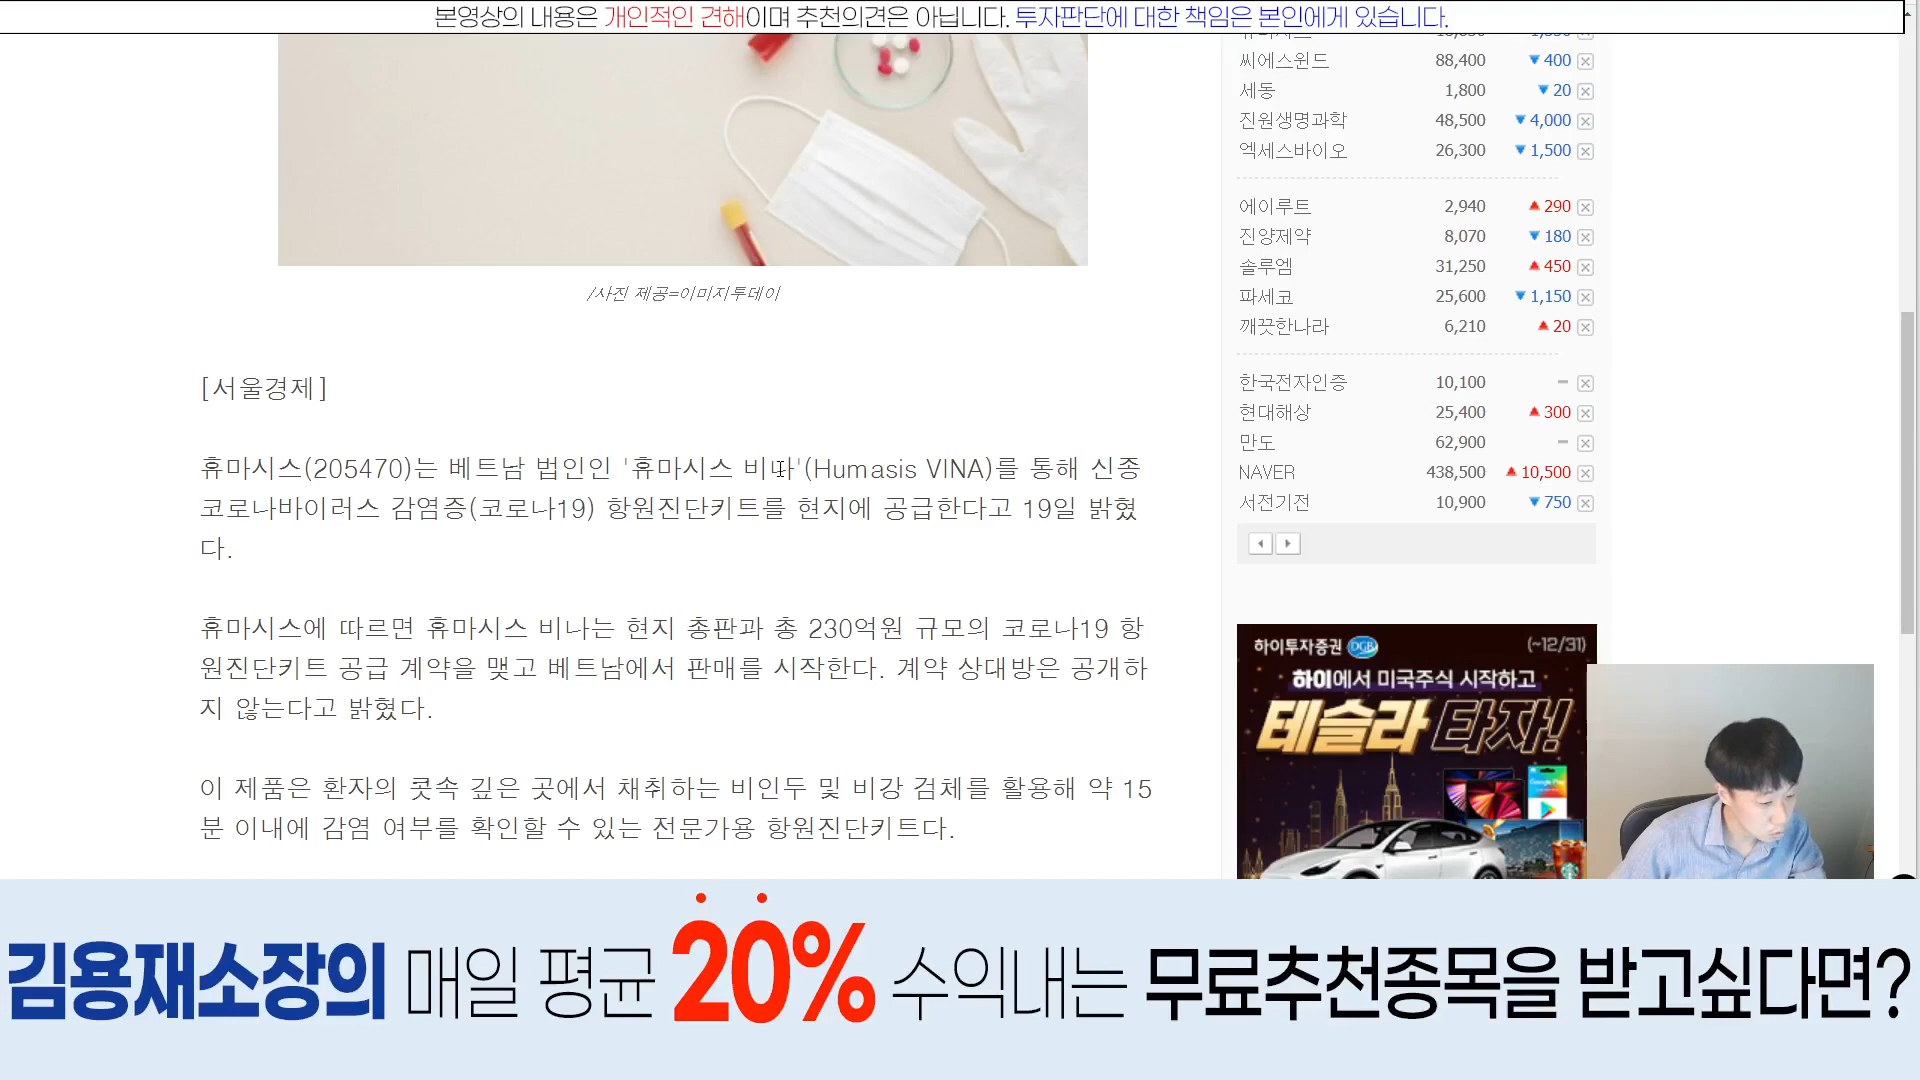 본영상의 내용은 개인적인 견해이며 추천의견은 아닙니다. 투자판단에 대한 책임은 본인에게 있습니다.
씨에스윈드 88,400 ▼ 400
세동 1,800 ▼ 20
진원생명과학 48,500 ▼ 4,000
엑세스바이오 26,300 ▼ 1,500
에이루트 2,940 ▲ 290
진양제약 8,070 ▼ 180
솔루엠 31,250 ▲ 450
파세코 25,600 ▼ 1,150
깨끗한나라 6,210 ▲ 20
한국전자인증 10,100 –
현대해상 25,400 ▲ 300
만도 62,900 –
NAVER 438,500 ▲ 10,500
서전기전 10,900 ▼ 750
/사진 제공=이미지투데이
[서울경제]
휴마시스(205470)는 베트남 법인인 '휴마시스 비나'(Humasis VINA)를 통해 신종
코로나바이러스 감염증(코로나19) 항원진단키트를 현지에 공급한다고 19일 밝혔
다.
휴마시스에 따르면 휴마시스 비나는 현지 총판과 총 230억원 규모의 코로나19 항
원진단키트 공급 계약을 맺고 베트남에서 판매를 시작한다. 계약 상대방은 공개하
지 않는다고 밝혔다.
이 제품은 환자의 콧속 깊은 곳에서 채취하는 비인두 및 비강 검체를 활용해 약 15
분 이내에 감염 여부를 확인할 수 있는 전문가용 항원진단키트다.
하이투자증권 DGB (~12/31)
하이에서 미국주식 시작하고
테슬라 타자!
Google Play
김용재소장의 매일 평균 20% 수익내는 무료추천종목을 받고싶다면?